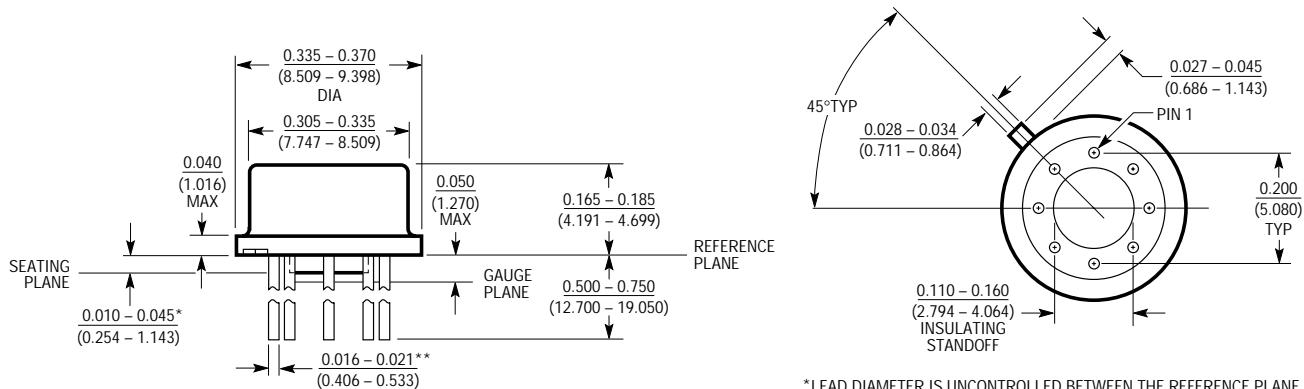 0.335 – 0.370
(8.509 – 9.398)
DIA
0.305 – 0.335
(7.747 – 8.509)
0.040
(1.016)
MAX
0.050
(1.270)
MAX
0.165 – 0.185
(4.191 – 4.699)
REFERENCE
PLANE
SEATING
PLANE
GAUGE
PLANE
0.500 – 0.750
(12.700 – 19.050)
0.010 – 0.045*
(0.254 – 1.143)
0.016 – 0.021**
(0.406 – 0.533)
45°TYP
0.027 – 0.045
(0.686 – 1.143)
PIN 1
0.028 – 0.034
(0.711 – 0.864)
0.200
(5.080)
TYP
0.110 – 0.160
(2.794 – 4.064)
INSULATING
STANDOFF
*LEAD DIAMETER IS UNCONTROLLED BETWEEN THE REFERENCE PLANE